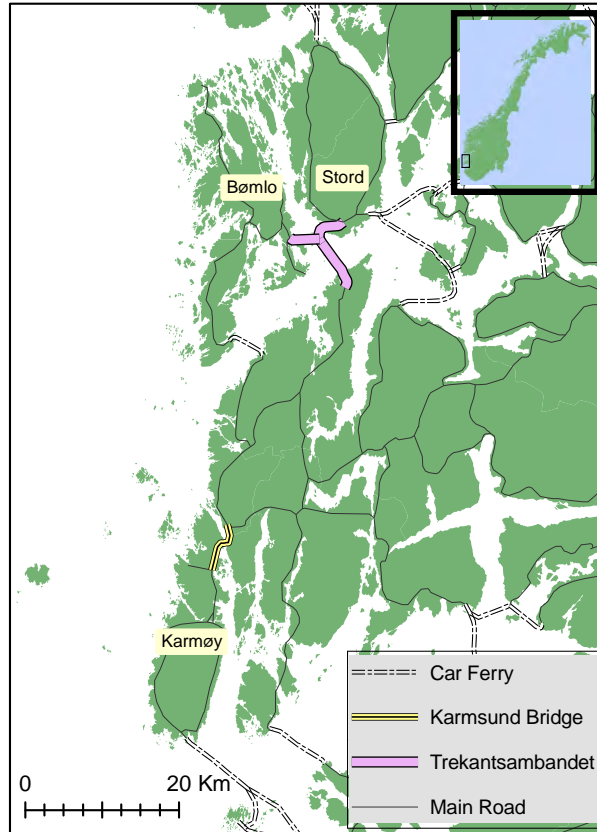 Bømlo
Stord
Karmøy
Car Ferry
Karmsund Bridge
Trekantsambandet
Main Road
0 20 Km